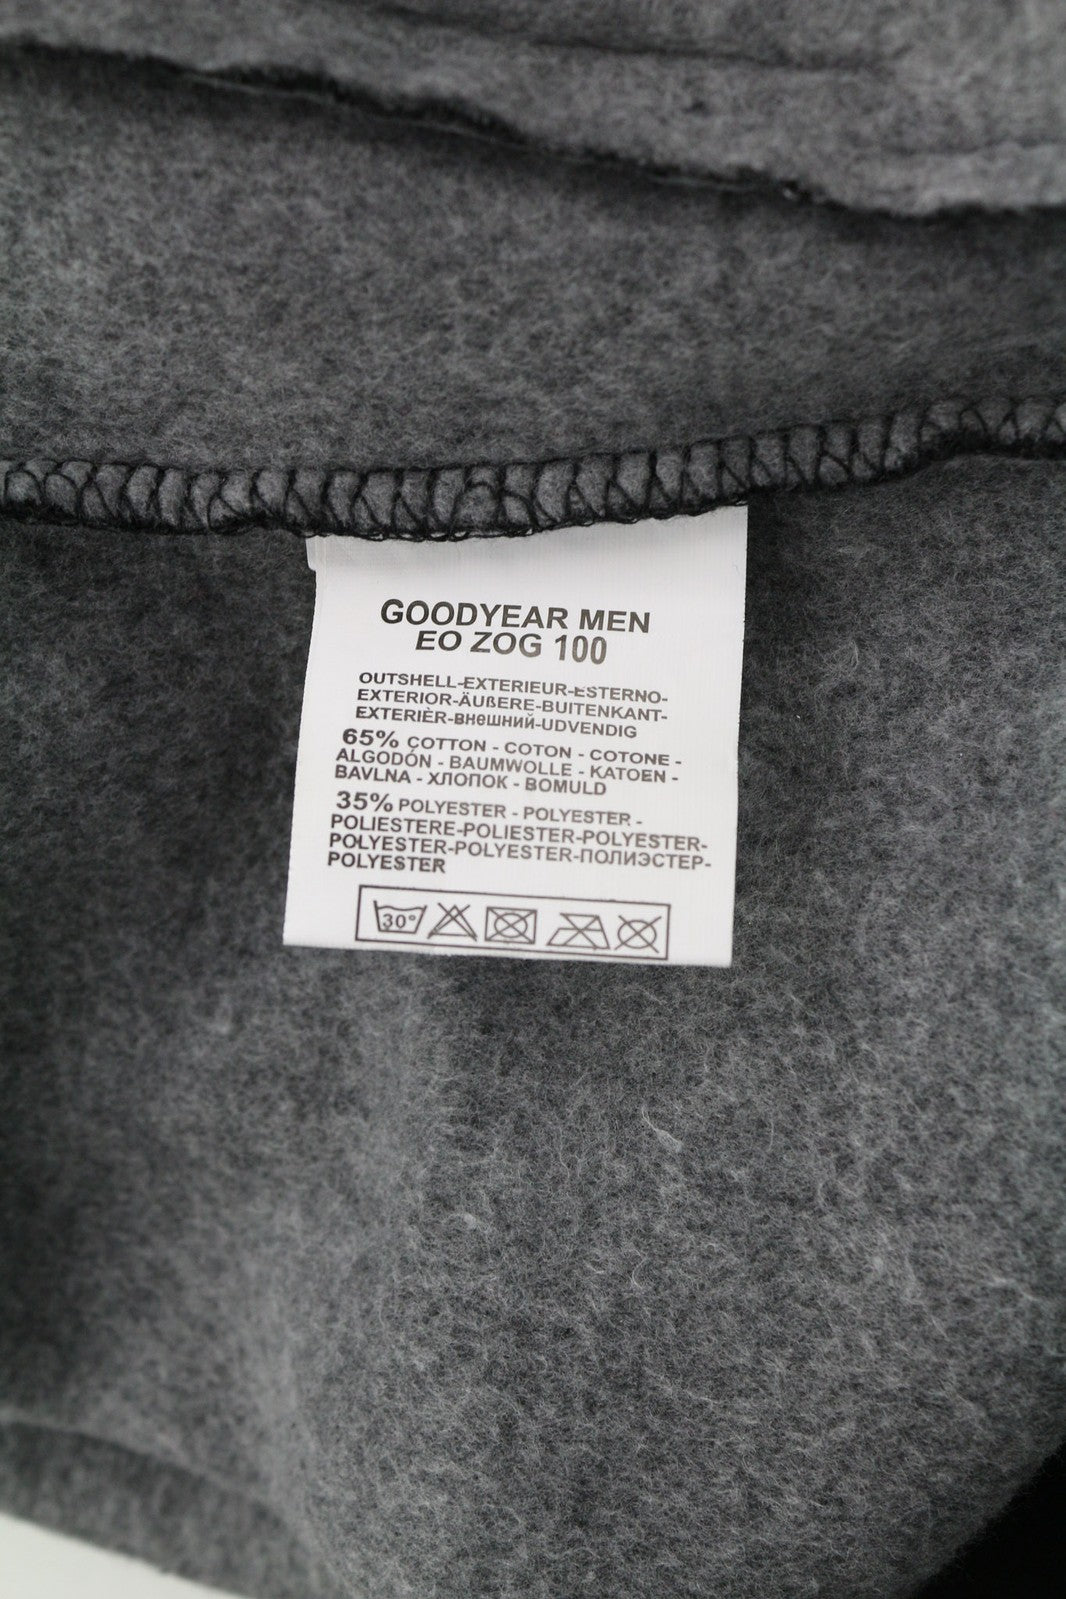 GOODYEAR MEN
EO ZOG 100
OUTSHELL-EXTERIEUR-ESTERNO-
EXTERIOR-ÄUßERE-BUITENKANT-
EXTERIÈR-внешний-UDVENDIG
65% COTTON - COTON - COTONE -
ALGODÓN - BAUMWOLLE - KATOEN -
BAVLNA - ХЛОПОК - BOMULD
35% POLYESTER - POLYESTER -
POLIESTERE-POLIESTER-POLYESTER-
POLYESTER-POLYESTER-ПОЛИЭСТЕР-
POLYESTER
30°